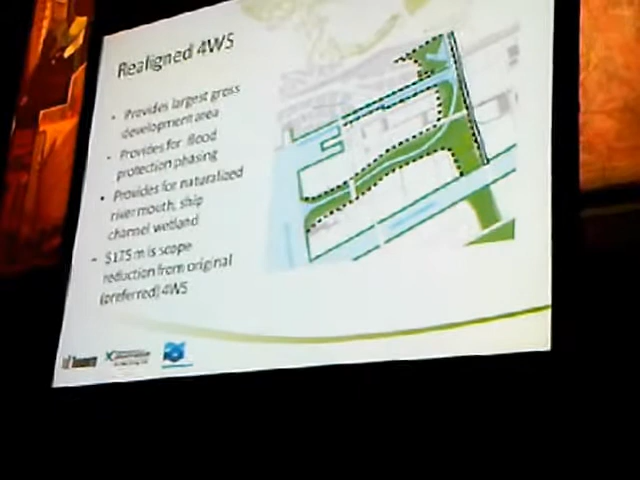 Realigned 4WS
• Provides largest gross
development area
• Provides for flood
protection phasing
• Provides for naturalized
river mouth, ship
channel wetland
• $175 m is scope
reduction from original
(preferred) 4WS
Toronto